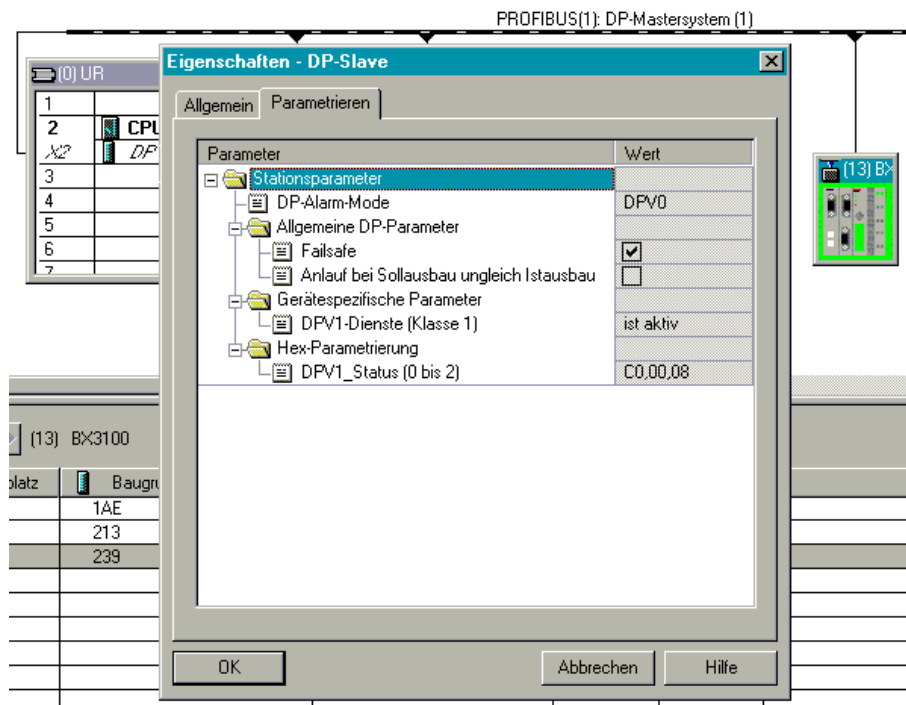 PROFIBUS(1): DP-Mastersystem (1)
Eigenschaften - DP-Slave
(0) UR
Allgemein Parametrieren
1
2 CPU
X2 DP
3
4
5
6
7
(13) BX
Parameter Wert
Stationsparameter
DP-Alarm-Mode DPV0
Allgemeine DP-Parameter
Failsafe
Anlauf bei Sollausbau ungleich Istausbau
Gerätespezifische Parameter
DPV1-Dienste (Klasse 1) ist aktiv
Hex-Parametrierung
DPV1_Status (0 bis 2) C0,00,08
(13) BX3100
platz Baugru
1AE
213
239
OK Abbrechen Hilfe